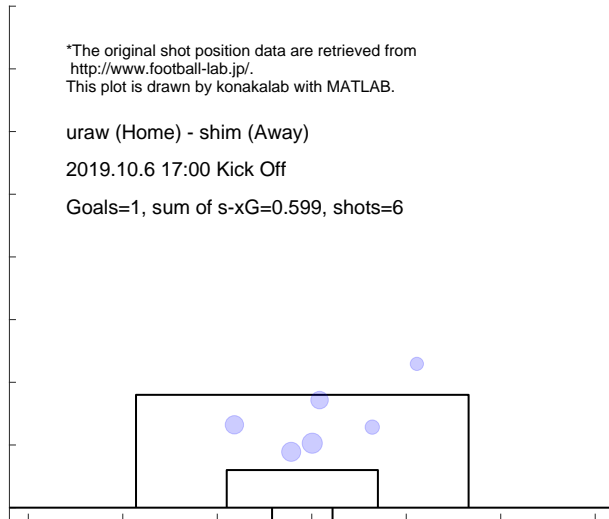 *The original shot position data are retrieved from
http://www.football-lab.jp/.
This plot is drawn by konakalab with MATLAB.
uraw (Home) - shim (Away)
2019.10.6 17:00 Kick Off
Goals=1, sum of s-xG=0.599, shots=6